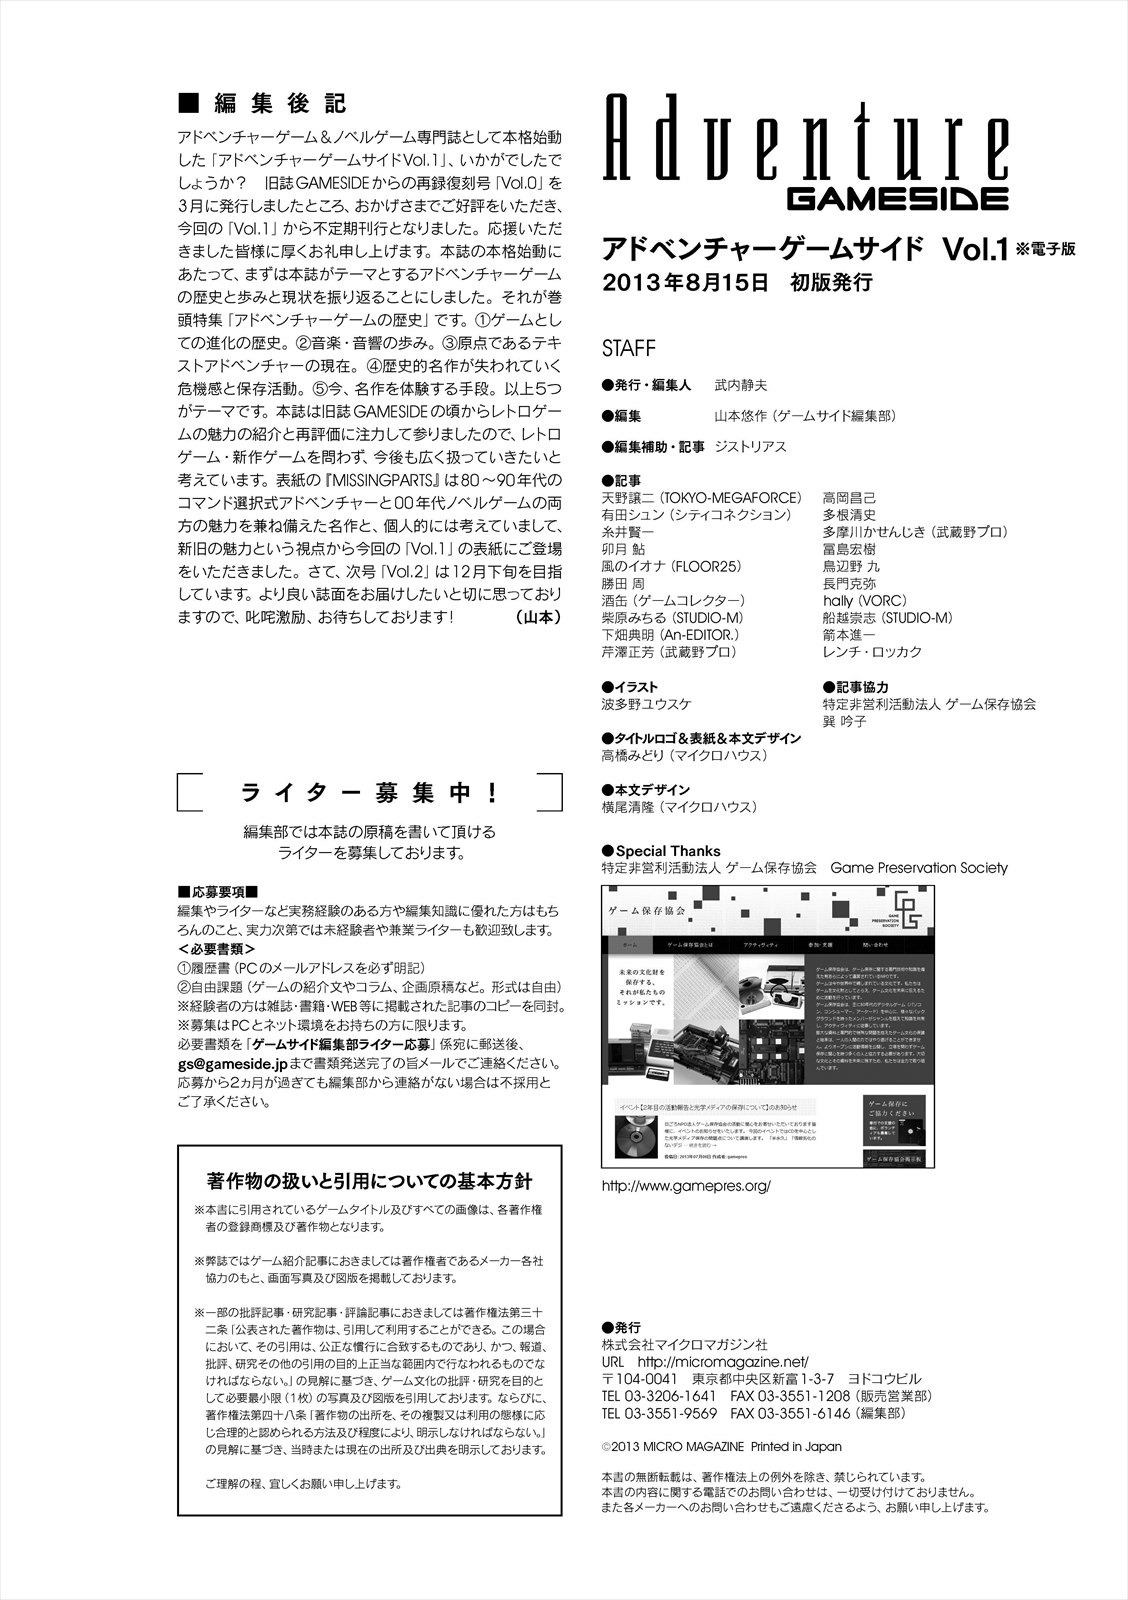 ■ 編集後記
アドベンチャーゲーム＆ノベルゲーム専門誌として本格始動
した「アドベンチャーゲームサイドVol.1」、いかがでしたで
しょうか？　旧誌GAMESIDEからの再録復刻号「Vol.0」を
3月に発行しましたところ、おかげさまでご好評をいただき、
今回の「Vol.1」から不定期刊行となりました。応援いただ
きました皆様に厚くお礼申し上げます。本誌の本格始動に
あたって、まずは本誌がテーマとするアドベンチャーゲーム
の歴史と歩みと現状を振り返ることにしました。それが巻
頭特集「アドベンチャーゲームの歴史」です。①ゲームとし
ての進化の歴史。②音楽・音響の歩み。③原点であるテキ
ストアドベンチャーの現在。④歴史的名作が失われていく
危機感と保存活動。⑤今、名作を体験する手段。以上5つ
がテーマです。本誌は旧誌GAMESIDEの頃からレトロゲー
ムの魅力の紹介と再評価に注力して参りましたので、レトロ
ゲーム・新作ゲームを問わず、今後も広く扱っていきたいと
考えています。表紙の『MISSINGPARTS』は80〜90年代の
コマンド選択式アドベンチャーと00年代ノベルゲームの両
方の魅力を兼ね備えた名作と、個人的には考えていまして、
新旧の魅力という視点から今回の「Vol.1」の表紙にご登場
をいただきました。さて、次号「Vol.2」は12月下旬を目指
しています。より良い誌面をお届けしたいと切に思っており
ますので、叱咤激励、お待ちしております！　（山本）
ライター募集中！
編集部では本誌の原稿を書いて頂ける
ライターを募集しております。
■応募要項■
編集やライターなど実務経験のある方や編集知識に優れた方はもち
ろんのこと、実力次第では未経験者や兼業ライターも歓迎致します。
＜必要書類＞
①履歴書（PCのメールアドレスを必ず明記）
②自由課題（ゲームの紹介文やコラム、企画原稿など。形式は自由）
※経験者の方は雑誌・書籍・WEB等に掲載された記事のコピーを同封。
※募集はPCとネット環境をお持ちの方に限ります。
必要書類を「ゲームサイド編集部ライター応募」係宛に郵送後、
gs@gameside.jpまで書類発送完了の旨メールでご連絡ください。
応募から2ヵ月が過ぎても編集部から連絡がない場合は不採用と
ご了承ください。
著作物の扱いと引用についての基本方針
※本書に引用されているゲームタイトル及びすべての画像は、各著作権
者の登録商標及び著作物となります。
※弊誌ではゲーム紹介記事におきましては著作権者であるメーカー各社
協力のもと、画面写真及び図版を掲載しております。
※一部の批評記事・研究記事・評論記事におきましては著作権法第三十
二条「公表された著作物は、引用して利用することができる。この場合
において、その引用は、公正な慣行に合致するものであり、かつ、報道、
批評、研究その他の引用の目的上正当な範囲内で行なわれるものでな
ければならない。」の見解に基づき、ゲーム文化の批評・研究を目的と
して必要最小限（1枚）の写真及び図版を引用しております。ならびに、
著作権法第四十八条「著作物の出所を、その複製又は利用の態様に応
じ合理的と認められる方法及び程度により、明示しなければならない。」
の見解に基づき、当時または現在の出所及び出典を明示しております。
ご理解の程、宜しくお願い申し上げます。
Adventure
GAMESIDE
アドベンチャーゲームサイド Vol.1 ※電子版
2013年8月15日　初版発行
STAFF
●発行・編集人　武内静夫
●編集　山本悠作（ゲームサイド編集部）
●編集補助・記事　ジストリアス
●記事
天野譲二（TOKYO-MEGAFORCE）　高岡昌己
有田シュン（シティコネクション）　多根清史
糸井賢一　多摩川かせんじき（武蔵野プロ）
卯月 鮎　冨島宏樹
風のイオナ（FLOOR25）　鳥辺野 九
勝田 周　長門克弥
酒缶（ゲームコレクター）　hally（VORC）
柴原みちる（STUDIO-M）　船越崇志（STUDIO-M）
下畑典明（An-EDITOR.）　箭本進一
芹澤正芳（武蔵野プロ）　レンチ・ロッカク
●イラスト
波多野ユウスケ
●記事協力
特定非営利活動法人 ゲーム保存協会
巽 吟子
●タイトルロゴ＆表紙＆本文デザイン
高橋みどり（マイクロハウス）
●本文デザイン
横尾清隆（マイクロハウス）
●Special Thanks
特定非営利活動法人 ゲーム保存協会　Game Preservation Society
ゲーム保存協会
GAME
PRESERVATION
SOCIETY
ホーム　ゲーム保存協会とは　アクティヴィティ　参加・支援　問い合わせ
未来の文化財を
保存する、
それが私たちの
ミッションです。
イベント【2年目の活動報告と光学メディアの保存について】のお知らせ
ゲーム保存に
ご協力ください
ゲーム保存協会掲示板
http://www.gamepres.org/
●発行
株式会社マイクロマガジン社
URL　http://micromagazine.net/
〒104-0041　東京都中央区新富1-3-7　ヨドコウビル
TEL 03-3206-1641　FAX 03-3551-1208（販売営業部）
TEL 03-3551-9569　FAX 03-3551-6146（編集部）
©2013 MICRO MAGAZINE Printed in Japan
本書の無断転載は、著作権法上の例外を除き、禁じられています。
本書の内容に関する電話でのお問い合わせは、一切受け付けておりません。
また各メーカーへのお問い合わせもご遠慮くださるよう、お願い申し上げます。